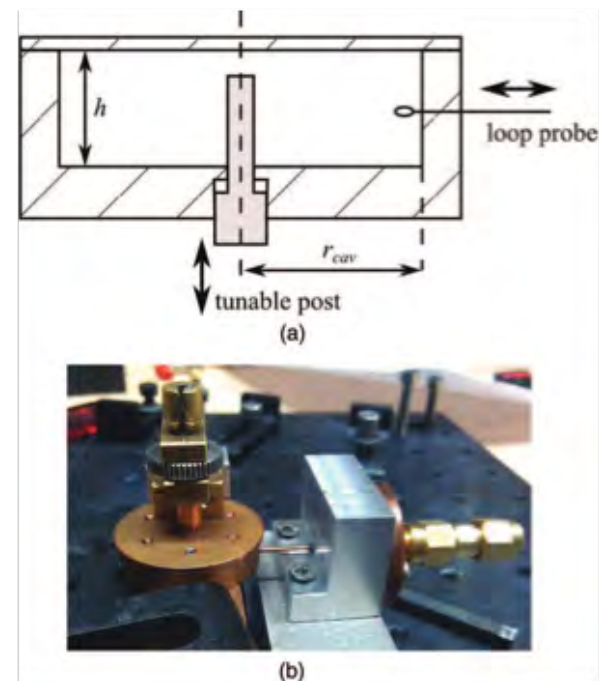 h
loop probe
r_cav
tunable post
(a)
(b)